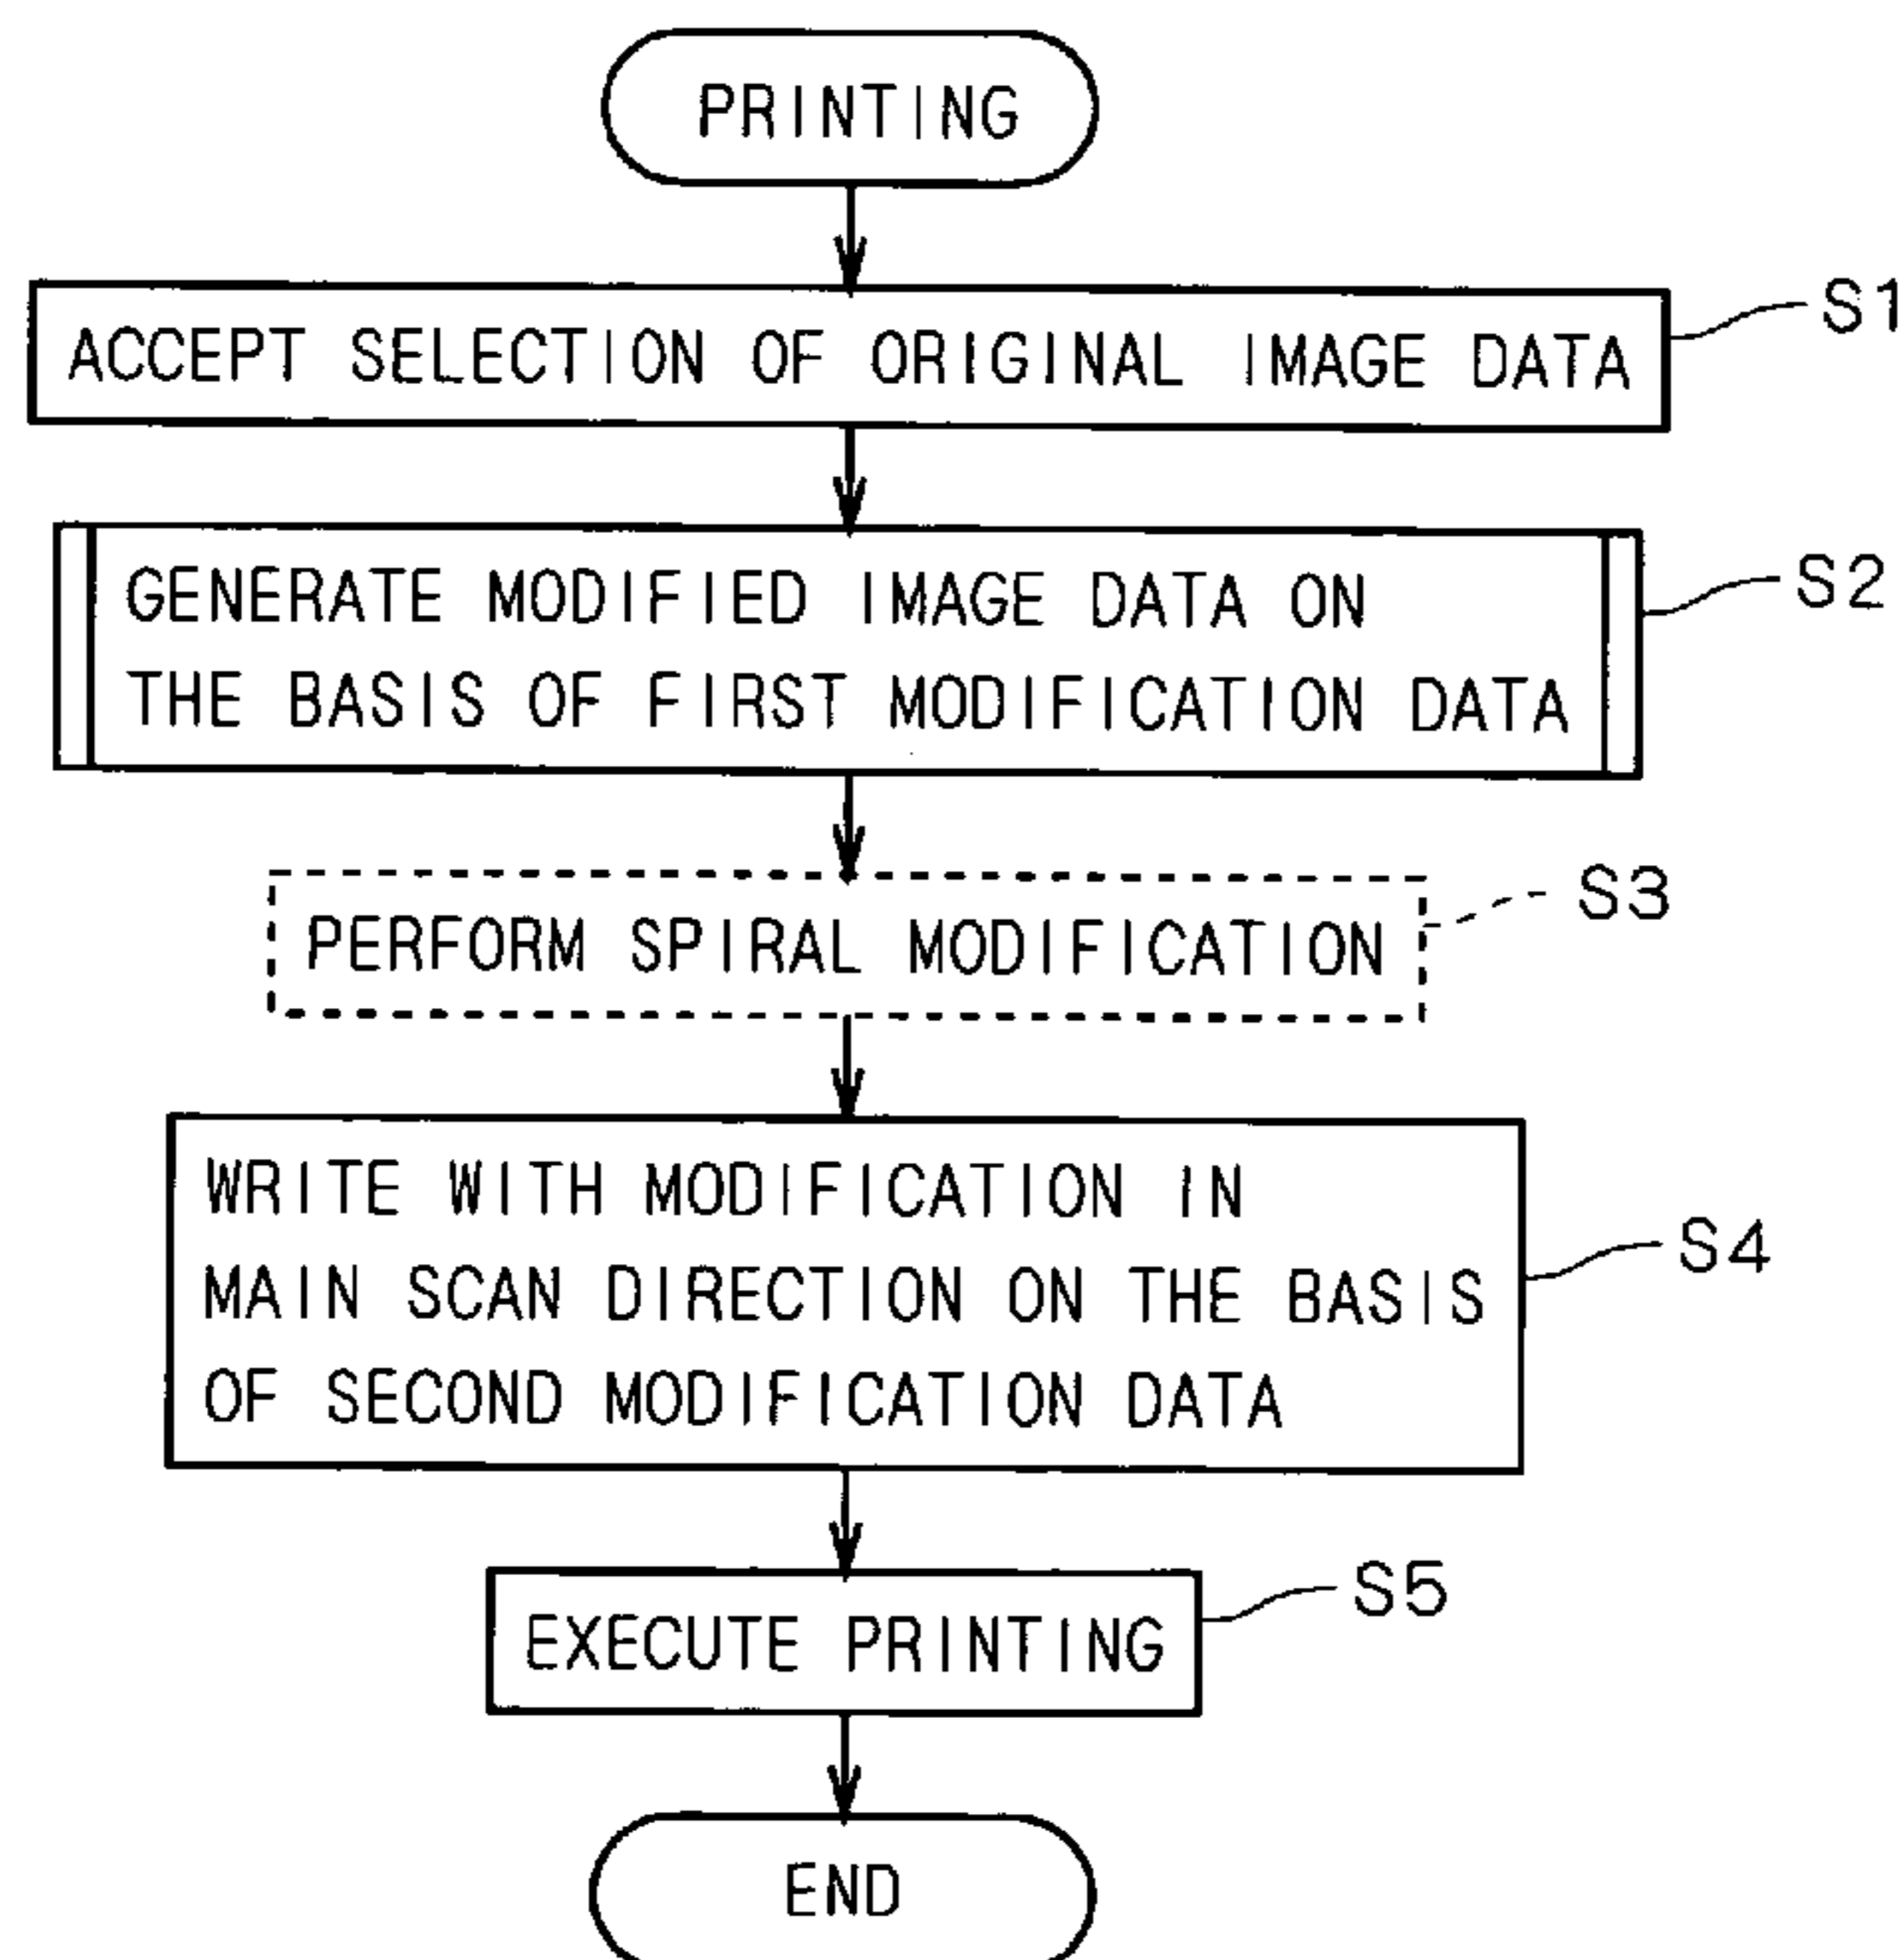 PRINTING
ACCEPT SELECTION OF ORIGINAL IMAGE DATA
S1
GENERATE MODIFIED IMAGE DATA ON
THE BASIS OF FIRST MODIFICATION DATA
S2
PERFORM SPIRAL MODIFICATION
S3
WRITE WITH MODIFICATION IN
MAIN SCAN DIRECTION ON THE BASIS
OF SECOND MODIFICATION DATA
S4
EXECUTE PRINTING
S5
END